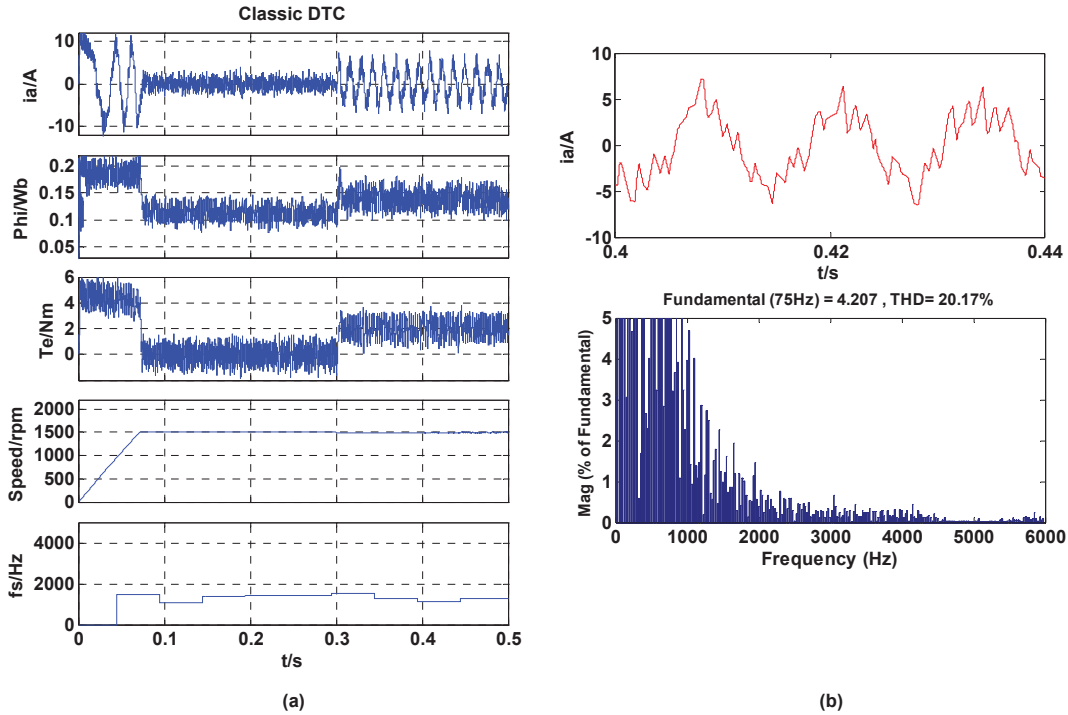 Classic DTC
10
0
-10
ia/A
0.2
0.15
0.1
0.05
Phi/Wb
6
4
2
0
Te/Nm
2000
1500
1000
500
0
Speed/rpm
4000
2000
0
fs/Hz
0 0.1 0.2 0.3 0.4 0.5
t/s
(a)
10
5
0
-5
-10
ia/A
0.4 0.42 0.44
t/s
Fundamental (75Hz) = 4.207 , THD= 20.17%
5
4
3
2
1
0
Mag (% of Fundamental)
0 1000 2000 3000 4000 5000 6000
Frequency (Hz)
(b)